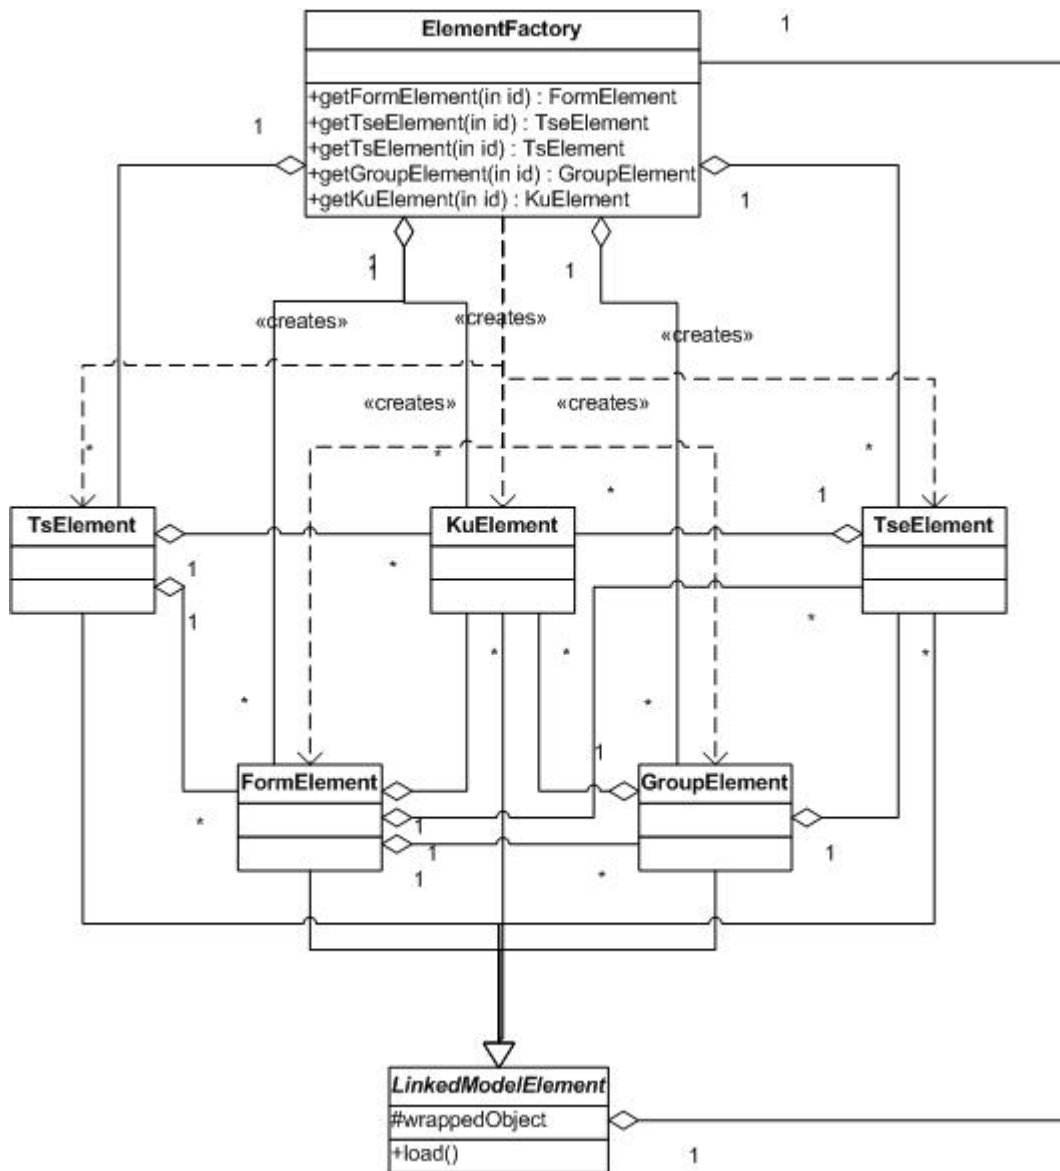 ElementFactory
1
+getFormElement(in id) : FormElement
+getTseElement(in id) : TseElement
+getTsElement(in id) : TsElement
+getGroupElement(in id) : GroupElement
+getKuElement(in id) : KuElement
1
1
1
1
1
«creates»
«creates»
«creates»
«creates»
«creates»
*
*
*
*
1
TsElement
KuElement
TseElement
1
*
1
*
*
*
*
*
*
1
FormElement
GroupElement
*
1
1
1
1
*
LinkedModelElement
#wrappedObject
+load()
1